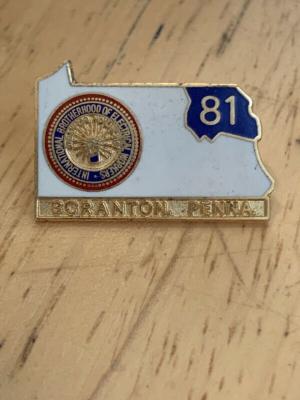 INTERNATIONAL BROTHERHOOD OF ELECTRICAL WORKERS
81
SCRANTON, PENNA.